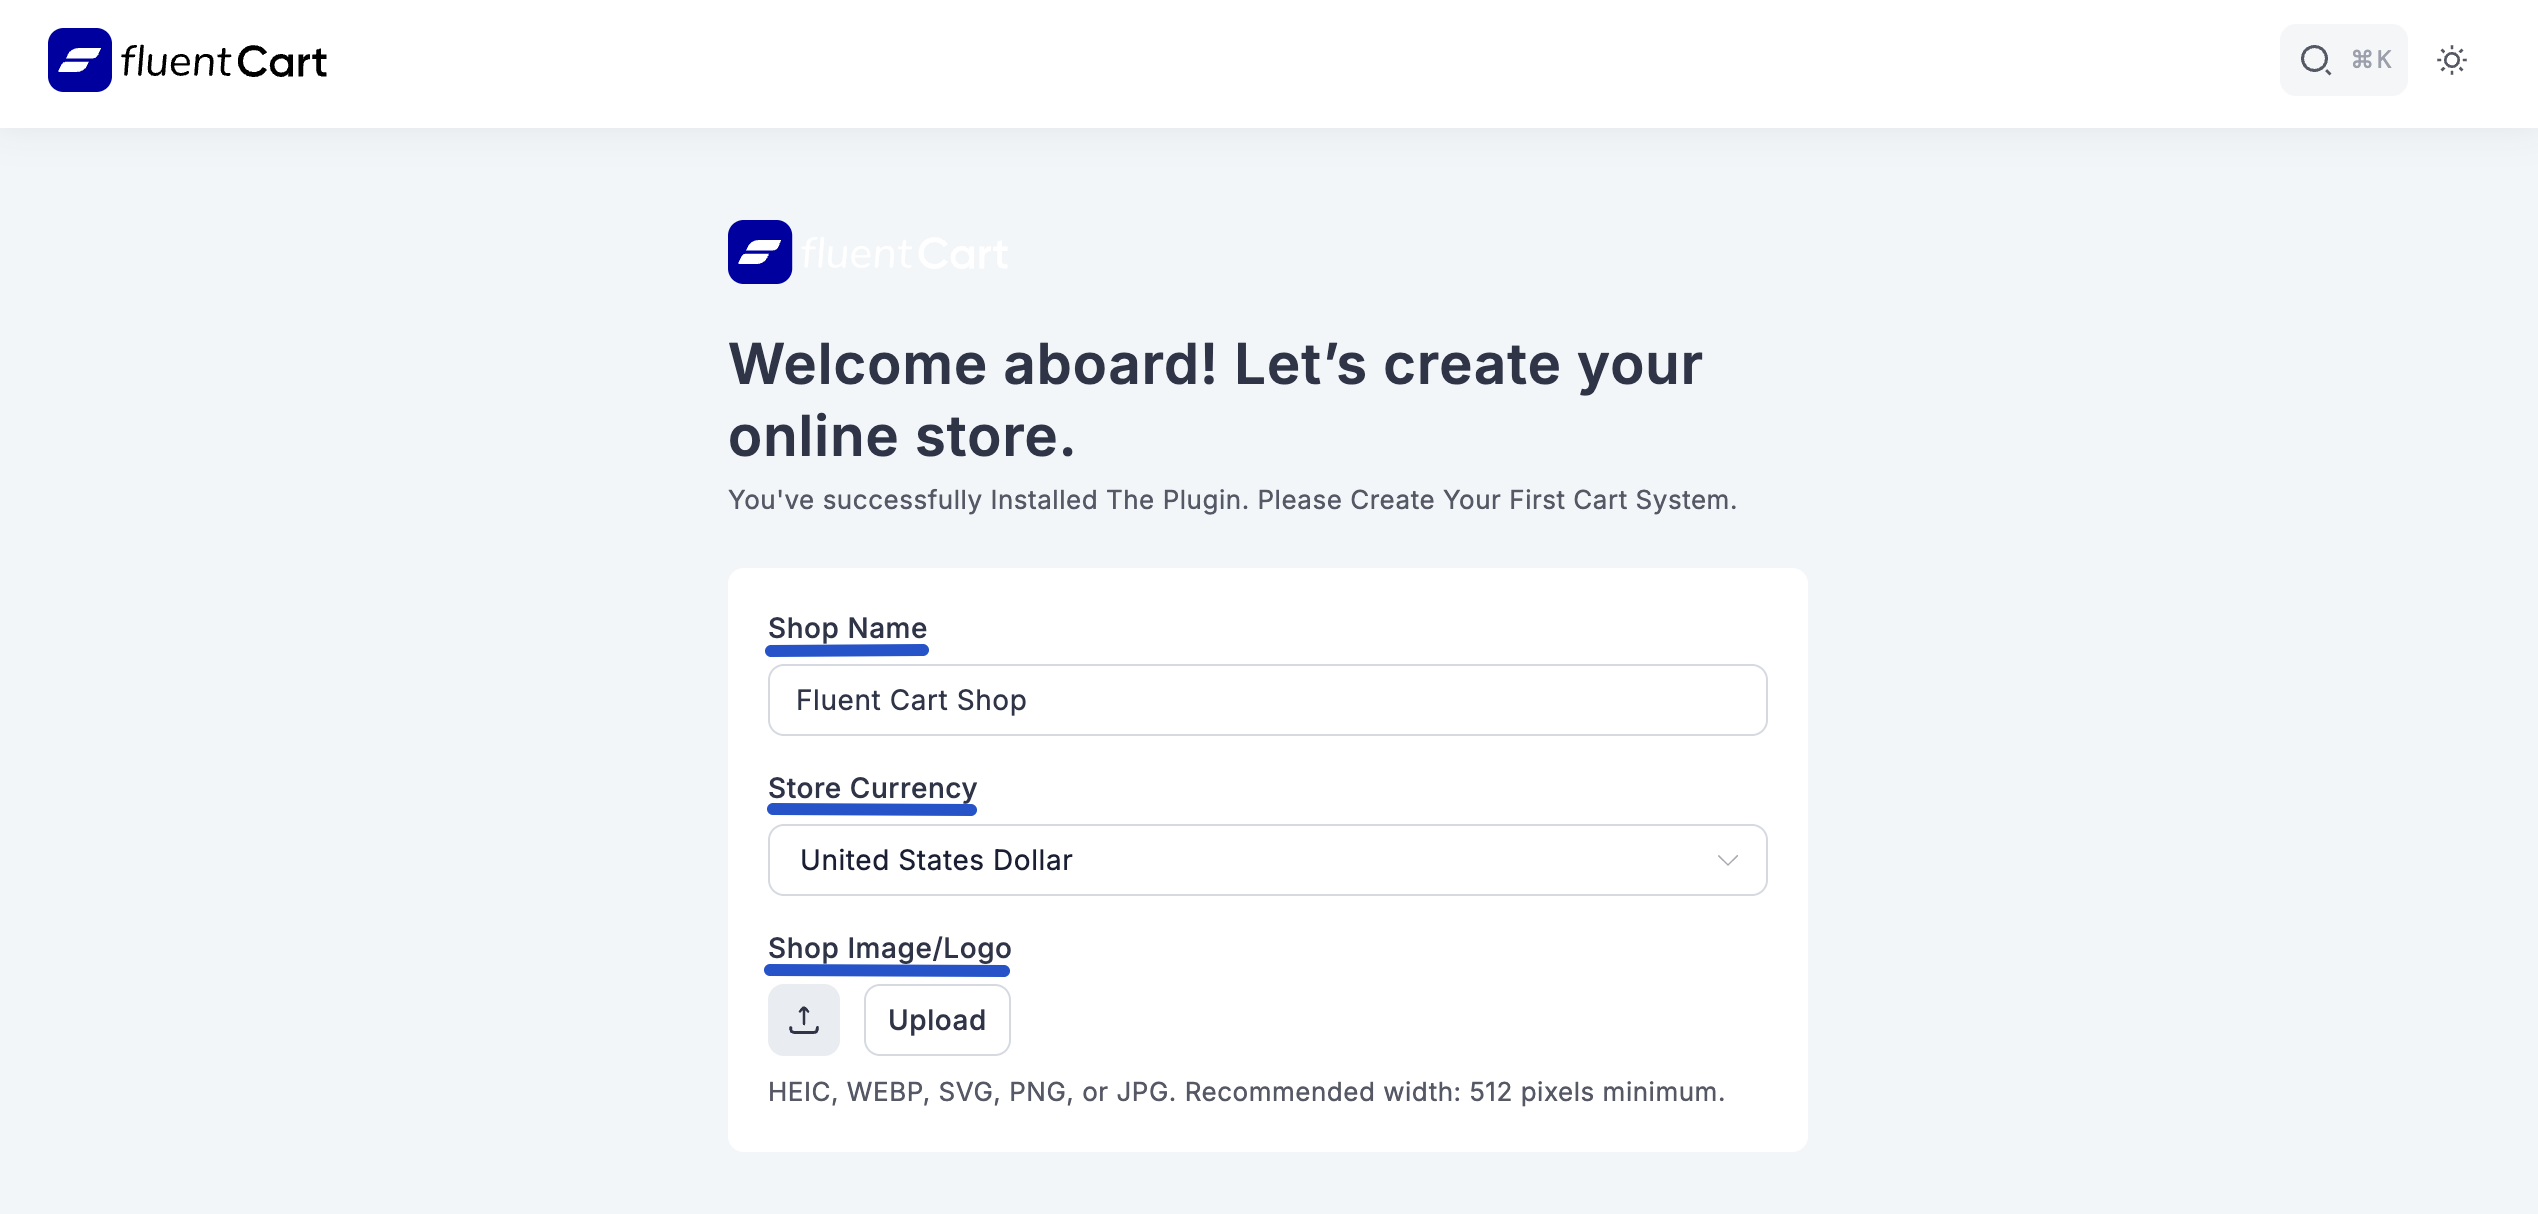 fluentCart
⌘K
fluentCart
Welcome aboard! Let’s create your
online store.
You've successfully Installed The Plugin. Please Create Your First Cart System.
Shop Name
Fluent Cart Shop
Store Currency
United States Dollar
Shop Image/Logo
Upload
HEIC, WEBP, SVG, PNG, or JPG. Recommended width: 512 pixels minimum.